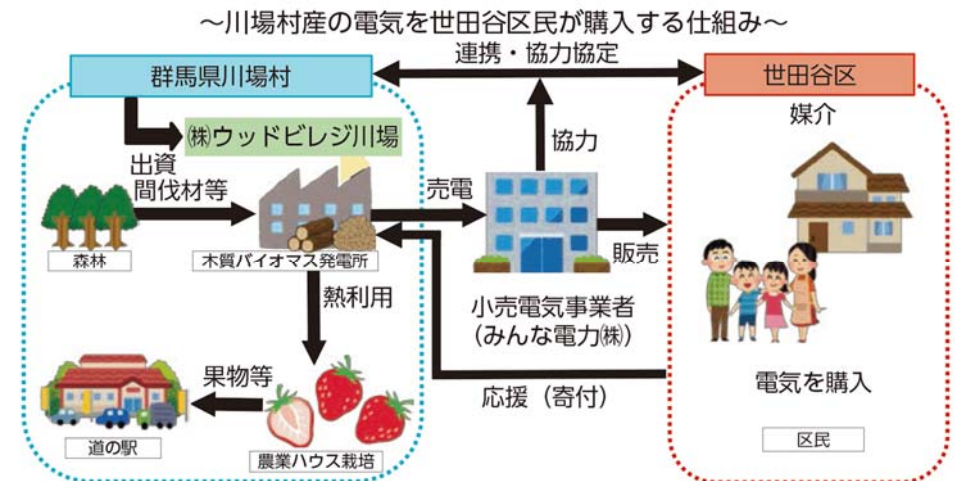 ～川場村産の電気を世田谷区民が購入する仕組み～
連携・協力協定
群馬県川場村
世田谷区
媒介
㈱ウッドビレジ川場
協力
出資
間伐材等
売電
販売
森林
木質バイオマス発電所
熱利用
小売電気事業者
(みんな電力㈱)
果物等
応援（寄付）
電気を購入
道の駅
農業ハウス栽培
区民